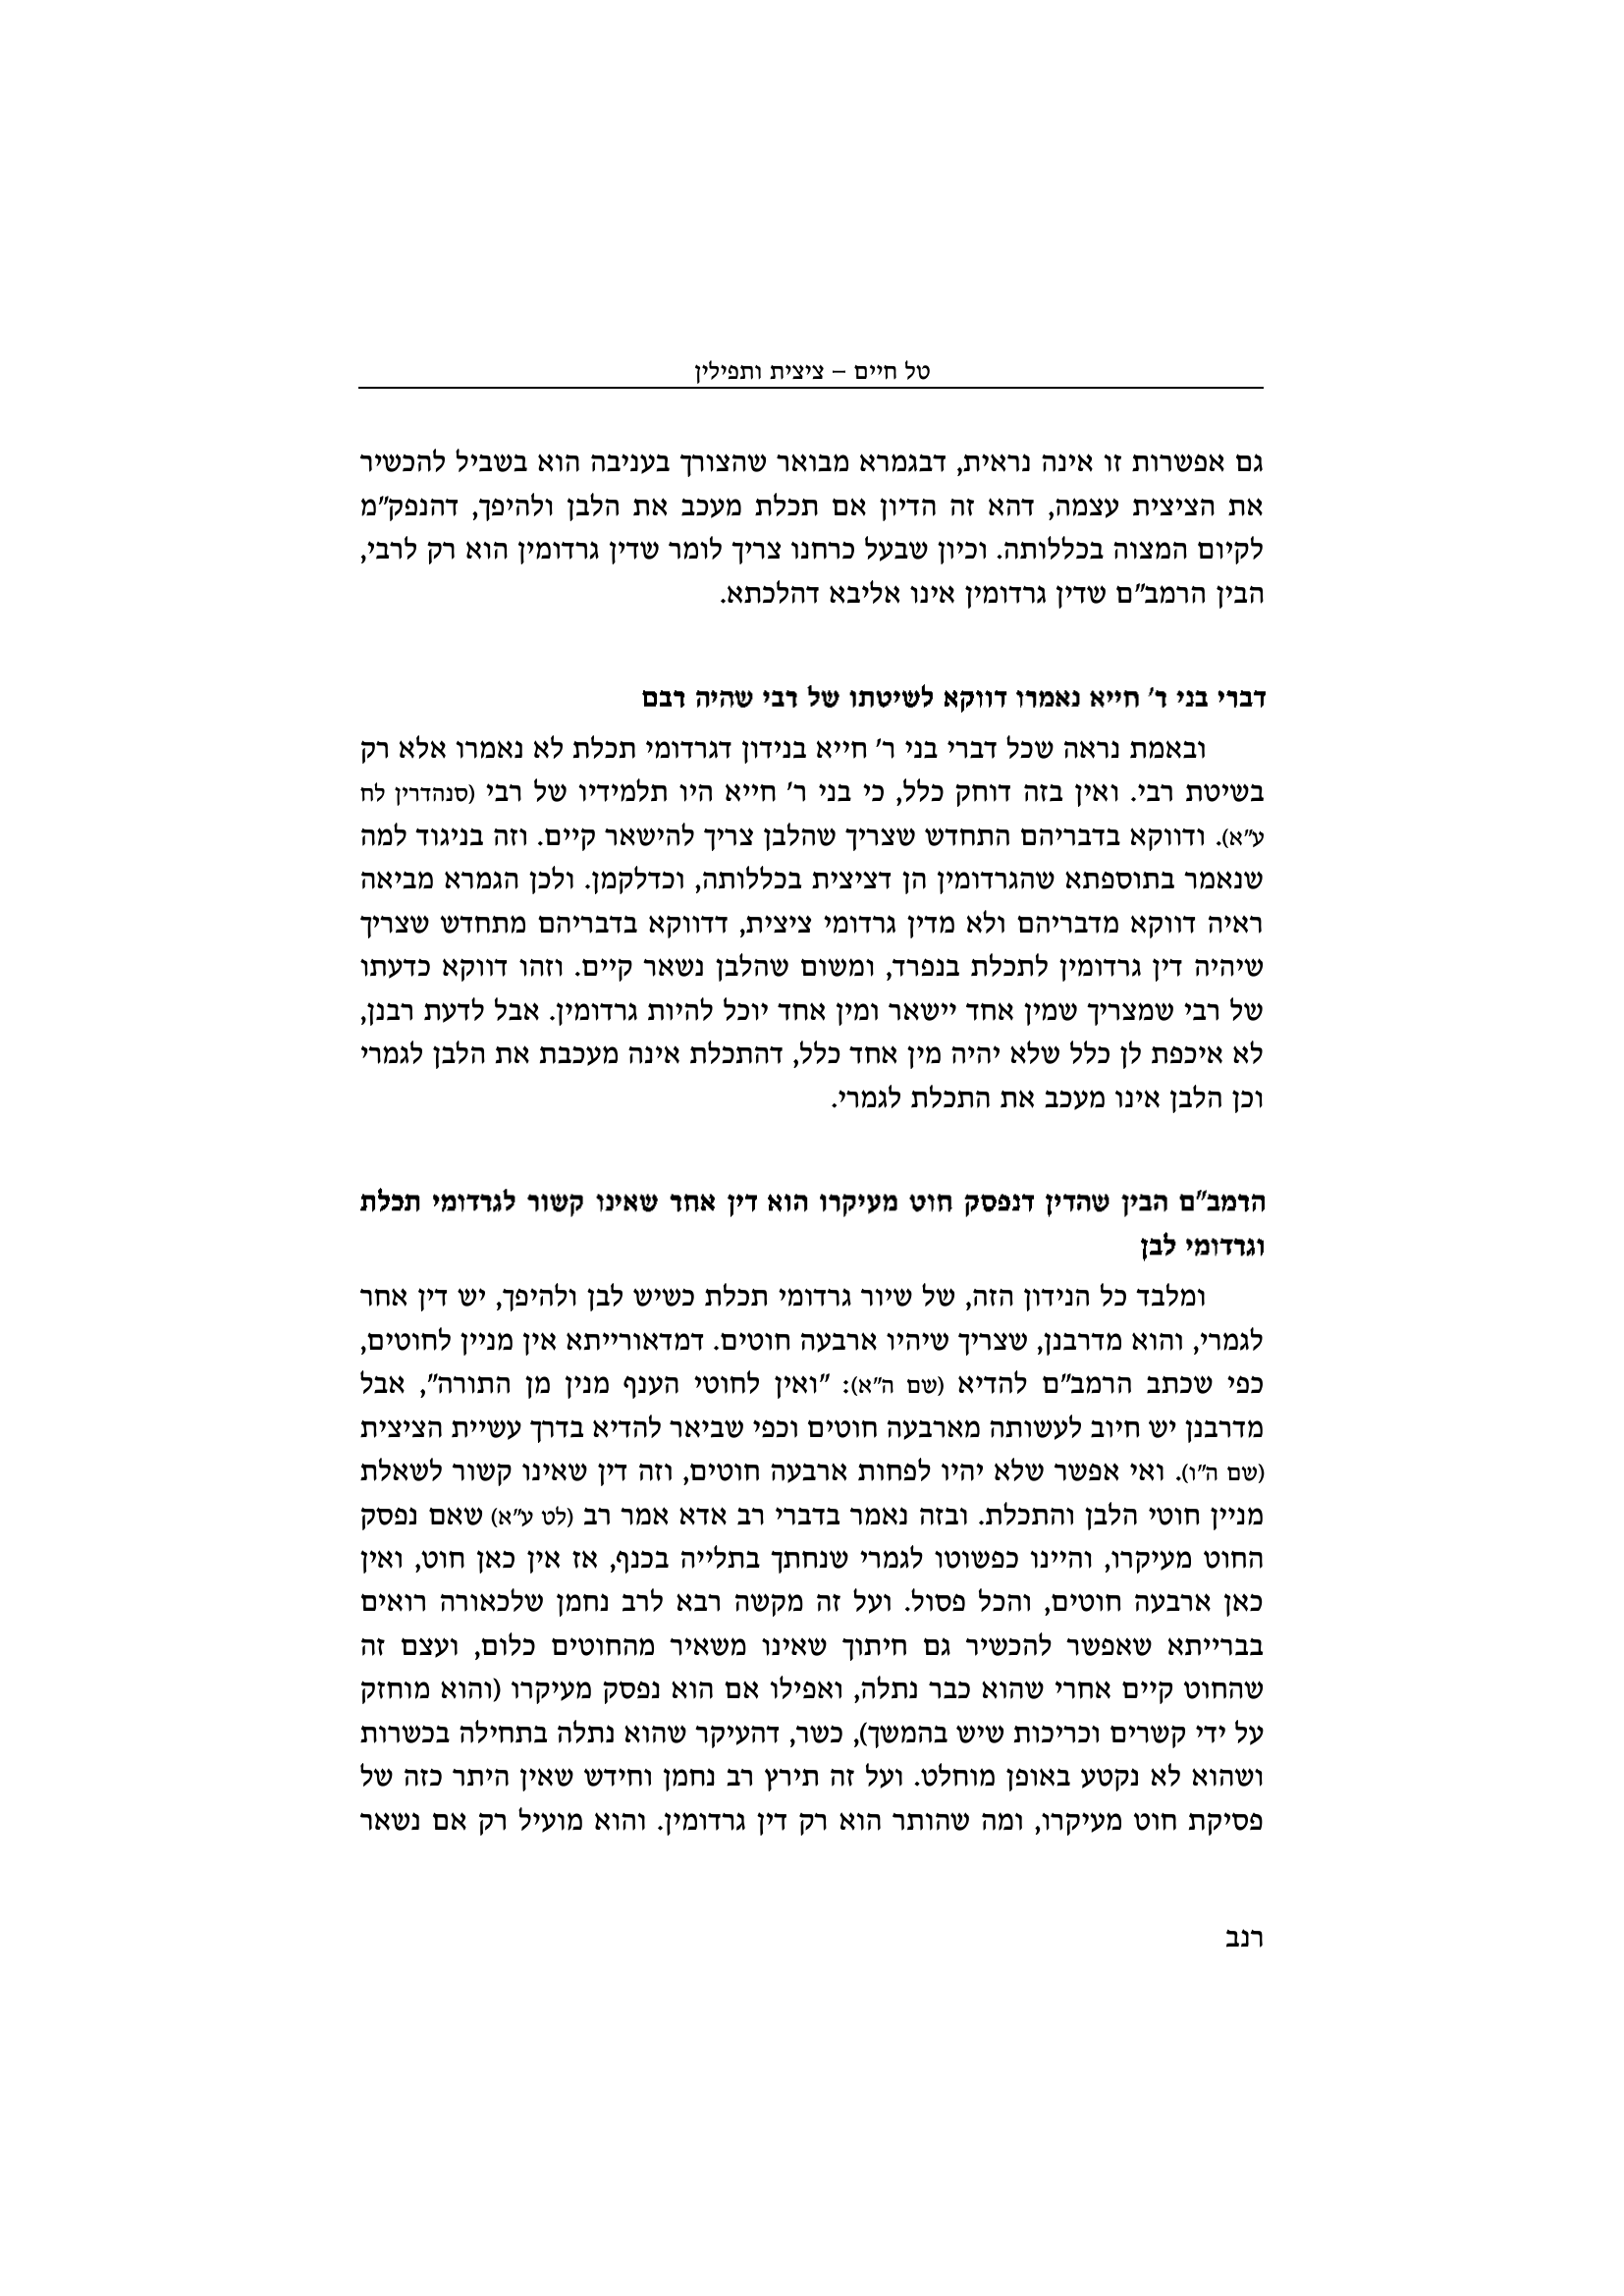 טל חיים – ציצית ותפילין
גם אפשרות זו אינה נראית, דבגמרא מבואר שהצורך בעניבה הוא בשביל להכשיר
את הציצית עצמה, דהא זה הדיון אם תכלת מעכב את הלבן ולהיפך, דהנפק"מ
לקיום המצוה בכללותה. וכיון שבעל כרחנו צריך לומר שדין גרדומין הוא רק לרבי,
הבין הרמב"ם שדין גרדומין אינו אליבא דהלכתא.
דברי בני ר' חייא נאמרו דווקא לשיטתו של רבי שהיה רבם
ובאמת נראה שכל דברי בני ר' חייא בנידון דגרדומי תכלת לא נאמרו אלא רק
בשיטת רבי. ואין בזה דוחק כלל, כי בני ר' חייא היו תלמידיו של רבי (סנהדרין לח
ע"א). ודווקא בדבריהם התחדש שצריך שהלבן צריך להישאר קיים. וזה בניגוד למה
שנאמר בתוספתא שהגרדומין הן דציצית בכללותה, וכדלקמן. ולכן הגמרא מביאה
ראיה דווקא מדבריהם ולא מדין גרדומי ציצית, דדווקא בדבריהם מתחדש שצריך
שיהיה דין גרדומין לתכלת בנפרד, ומשום שהלבן נשאר קיים. וזהו דווקא כדעתו
של רבי שמצריך שמין אחד יישאר ומין אחד יוכל להיות גרדומין. אבל לדעת רבנן,
לא איכפת לן כלל שלא יהיה מין אחד כלל, דהתכלת אינה מעכבת את הלבן לגמרי
וכן הלבן אינו מעכב את התכלת לגמרי.
הרמב"ם הבין שהדין דנפסק חוט מעיקרו הוא דין אחר שאינו קשור לגרדומי תכלת
וגרדומי לבן
ומלבד כל הנידון הזה, של שיור גרדומי תכלת כשיש לבן ולהיפך, יש דין אחר
לגמרי, והוא מדרבנן, שצריך שיהיו ארבעה חוטים. דמדאורייתא אין מניין לחוטים,
כפי שכתב הרמב"ם להדיא (שם ה"א): "ואין לחוטי הענף מנין מן התורה", אבל
מדרבנן יש חיוב לעשותה מארבעה חוטים וכפי שביאר להדיא בדרך עשיית הציצית
(שם ה"ו). ואי אפשר שלא יהיו לפחות ארבעה חוטים, וזה דין שאינו קשור לשאלת
מניין חוטי הלבן והתכלת. ובזה נאמר בדברי רב אדא אמר רב (לט ע"א) שאם נפסק
החוט מעיקרו, והיינו כפשוטו לגמרי שנחתך בתלייה בכנף, אז אין כאן חוט, ואין
כאן ארבעה חוטים, והכל פסול. ועל זה מקשה רבא לרב נחמן שלכאורה רואים
בברייתא שאפשר להכשיר גם חיתוך שאינו משאיר מהחוטים כלום, ועצם זה
שהחוט קיים אחרי שהוא כבר נתלה, ואפילו אם הוא נפסק מעיקרו (והוא מוחזק
על ידי קשרים וכריכות שיש בהמשך), כשר, דהעיקר שהוא נתלה בתחילה בכשרות
ושהוא לא נקטע באופן מוחלט. ועל זה תירץ רב נחמן וחידש שאין היתר כזה של
פסיקת חוט מעיקרו, ומה שהותר הוא רק דין גרדומין. והוא מועיל רק אם נשאר
רנב